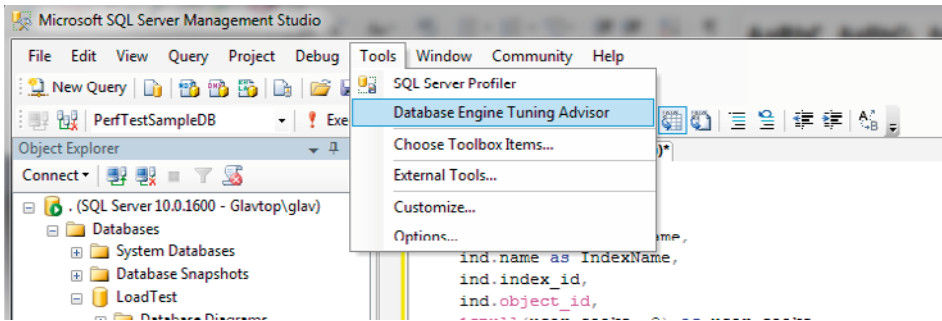 Microsoft SQL Server Management Studio
File Edit View Query Project Debug Tools Window Community Help
New Query
SQL Server Profiler
PerfTestSampleDB
Exe
Database Engine Tuning Advisor
Object Explorer
)*
Choose Toolbox Items...
Connect
External Tools...
. (SQL Server 10.0.1600 - Glavtop\glav)
Customize...
Databases
Options...
ame,
System Databases
ind.name as IndexName,
Database Snapshots
ind.index_id,
LoadTest
ind.object_id,
Database Diagrams